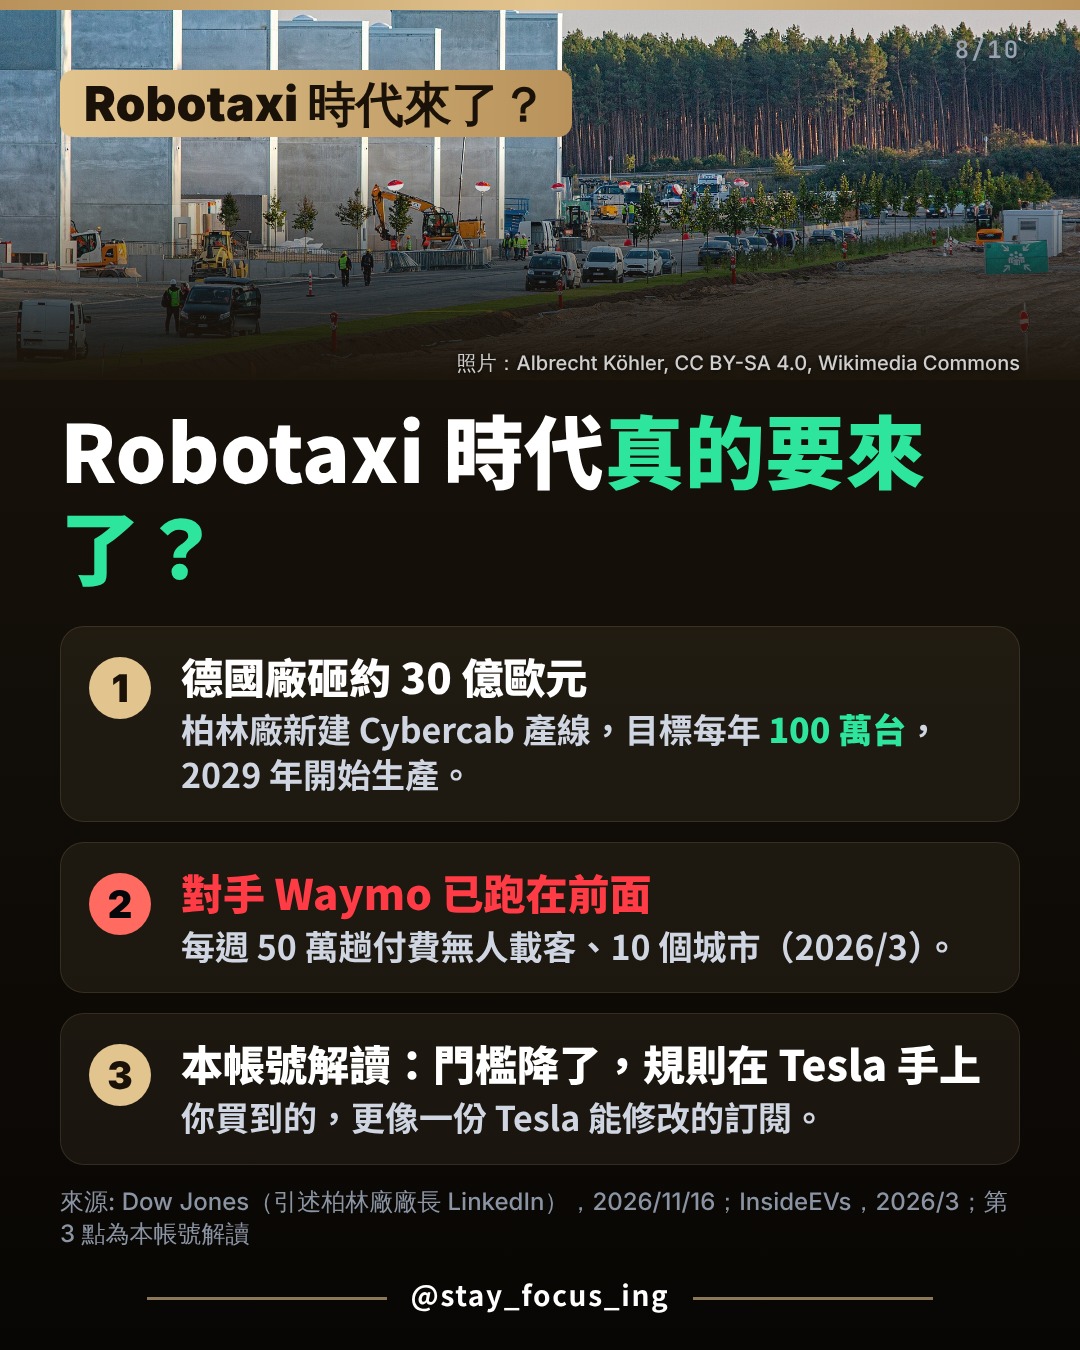 8/10
Robotaxi 時代來了？
照片：Albrecht Köhler, CC BY-SA 4.0, Wikimedia Commons
Robotaxi 時代真的要來
了？
1
德國廠砸約 30 億歐元
柏林廠新建 Cybercab 產線，目標每年 100 萬台，
2029 年開始生產。
2
對手 Waymo 已跑在前面
每週 50 萬趟付費無人載客、10 個城市（2026/3）。
3
本帳號解讀：門檻降了，規則在 Tesla 手上
你買到的，更像一份 Tesla 能修改的訂閱。
來源: Dow Jones（引述柏林廠廠長 LinkedIn），2026/11/16；InsideEVs，2026/3；第
3 點為本帳號解讀
@stay_focus_ing